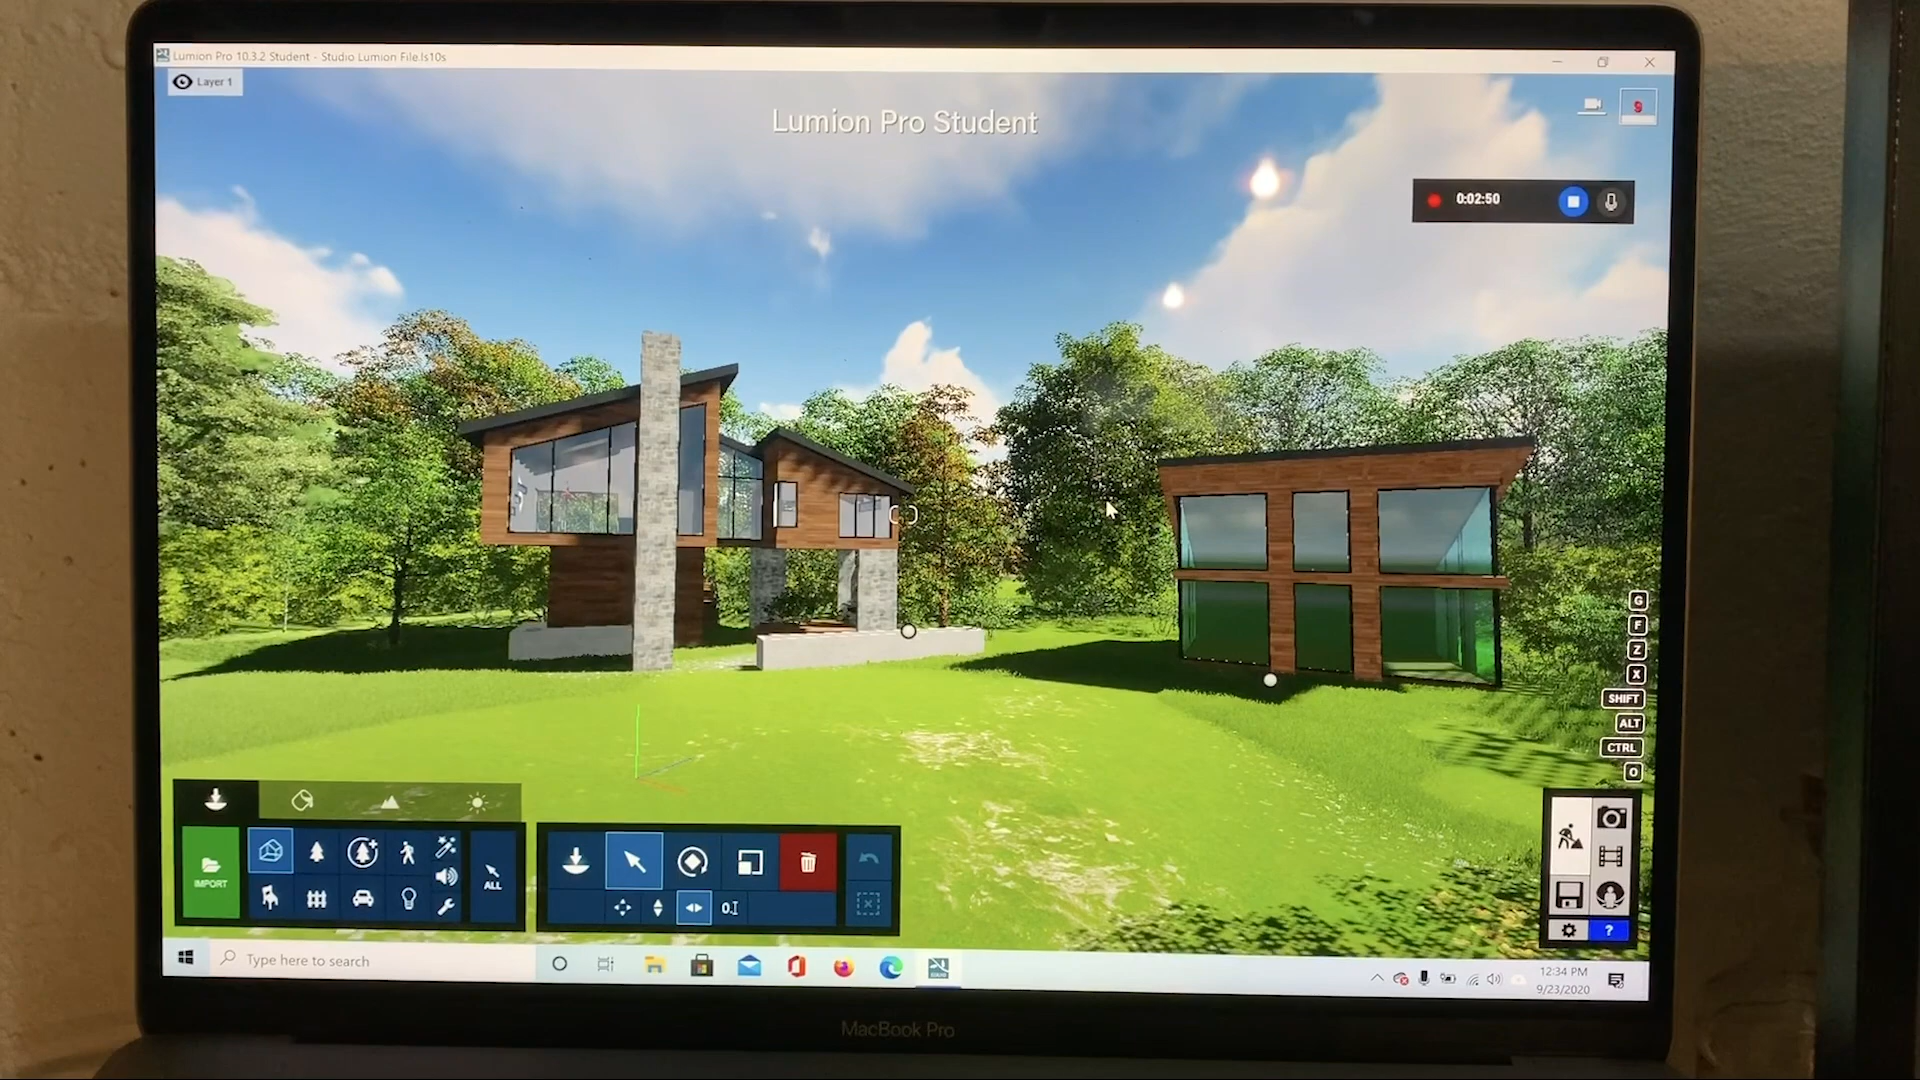 Lumion Pro 10.3.2 Student - Studio Lumion File.ls10s
Layer 1
Lumion Pro Student
9
0:02:50
G
F
Z
X
SHIFT
ALT
CTRL
O
IMPORT
ALL
?
Type here to search
12:34 PM
9/23/2020
MacBook Pro